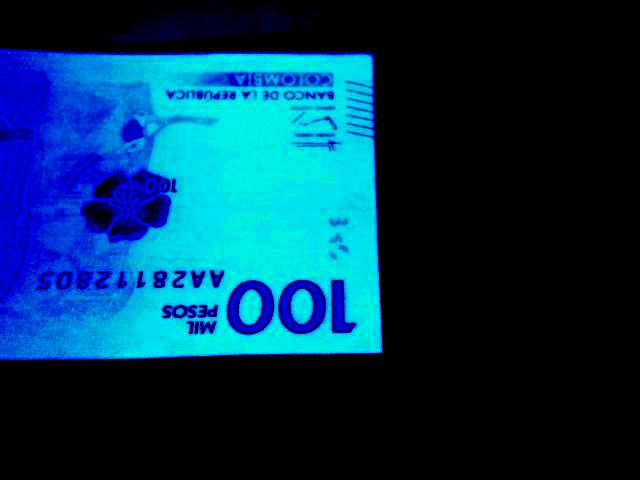 100
MIL
PESOS
AA28112805
100
BANCO DE LA REPÚBLICA
COLOMBIA